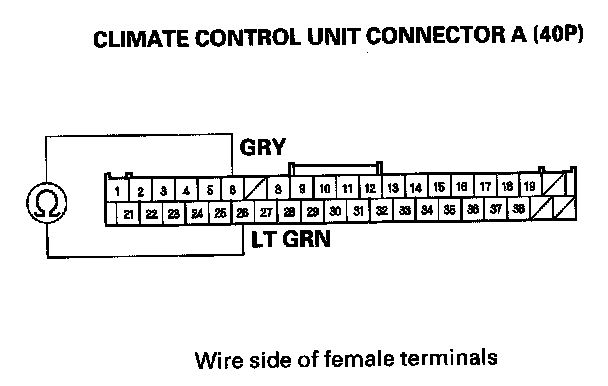 CLIMATE CONTROL UNIT CONNECTOR A (40P)
GRY
1 2 3 4 5 6 8 9 10 11 12 13 14 15 16 17 18 19
Ω
21 22 23 24 25 26 27 28 29 30 31 32 33 34 35 36 37 38
LT GRN
Wire side of female terminals